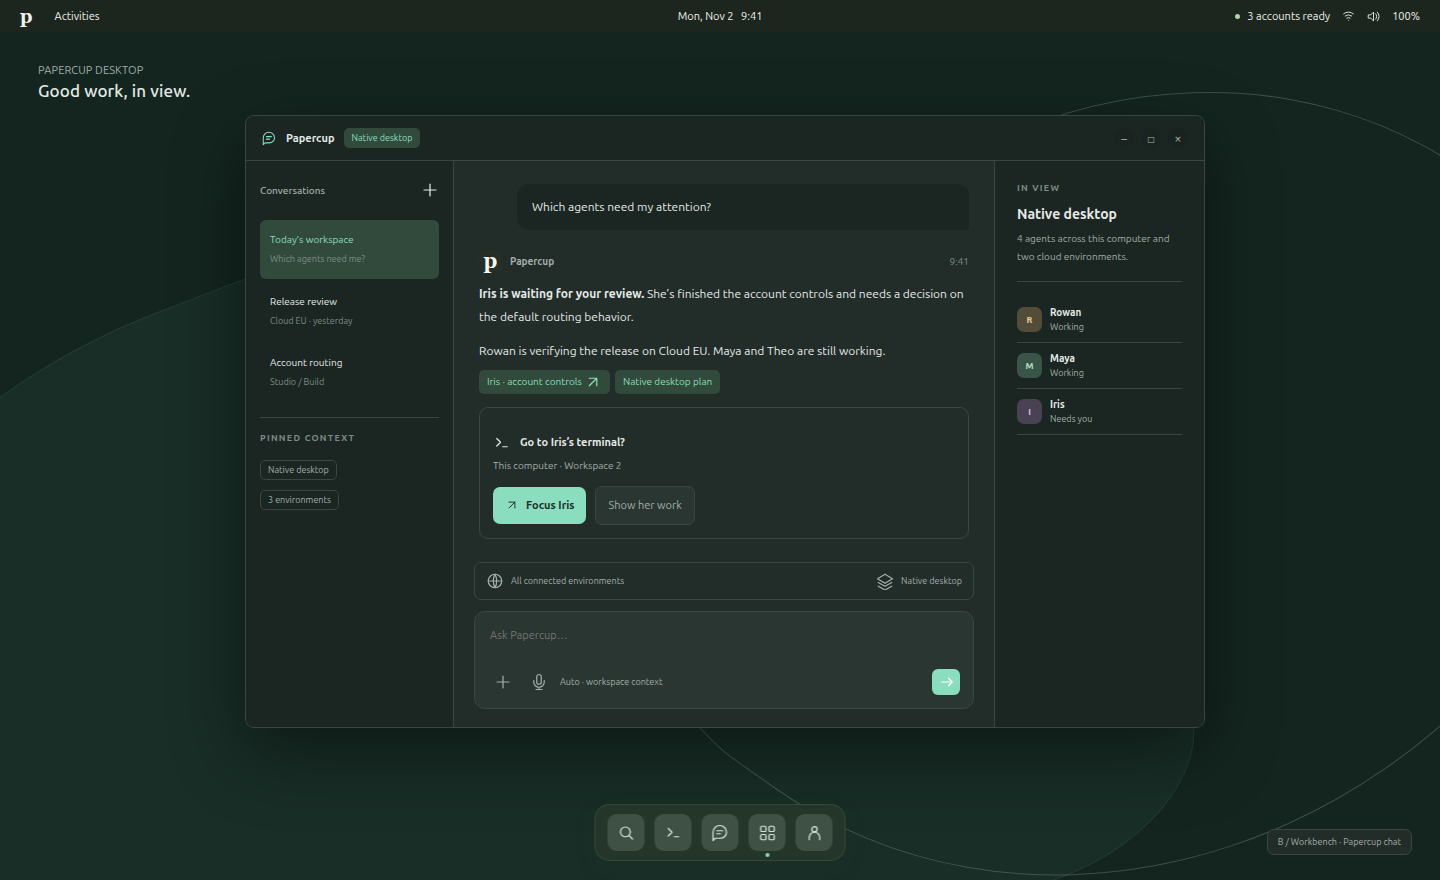 p Activities
Mon, Nov 2 9:41
3 accounts ready 100%
PAPERCUP DESKTOP
Good work, in view.
Papercup Native desktop
Conversations
Today's workspace
Which agents need me?
Release review
Cloud EU · yesterday
Account routing
Studio / Build
PINNED CONTEXT
Native desktop
3 environments
Which agents need my attention?
p Papercup 9:41
Iris is waiting for your review. She's finished the account controls and needs a decision on
the default routing behavior.
Rowan is verifying the release on Cloud EU. Maya and Theo are still working.
Iris · account controls Native desktop plan
Go to Iris's terminal?
This computer · Workspace 2
Focus Iris Show her work
All connected environments Native desktop
Ask Papercup...
Auto · workspace context
IN VIEW
Native desktop
4 agents across this computer and
two cloud environments.
R Rowan
Working
M Maya
Working
I Iris
Needs you
B / Workbench · Papercup chat